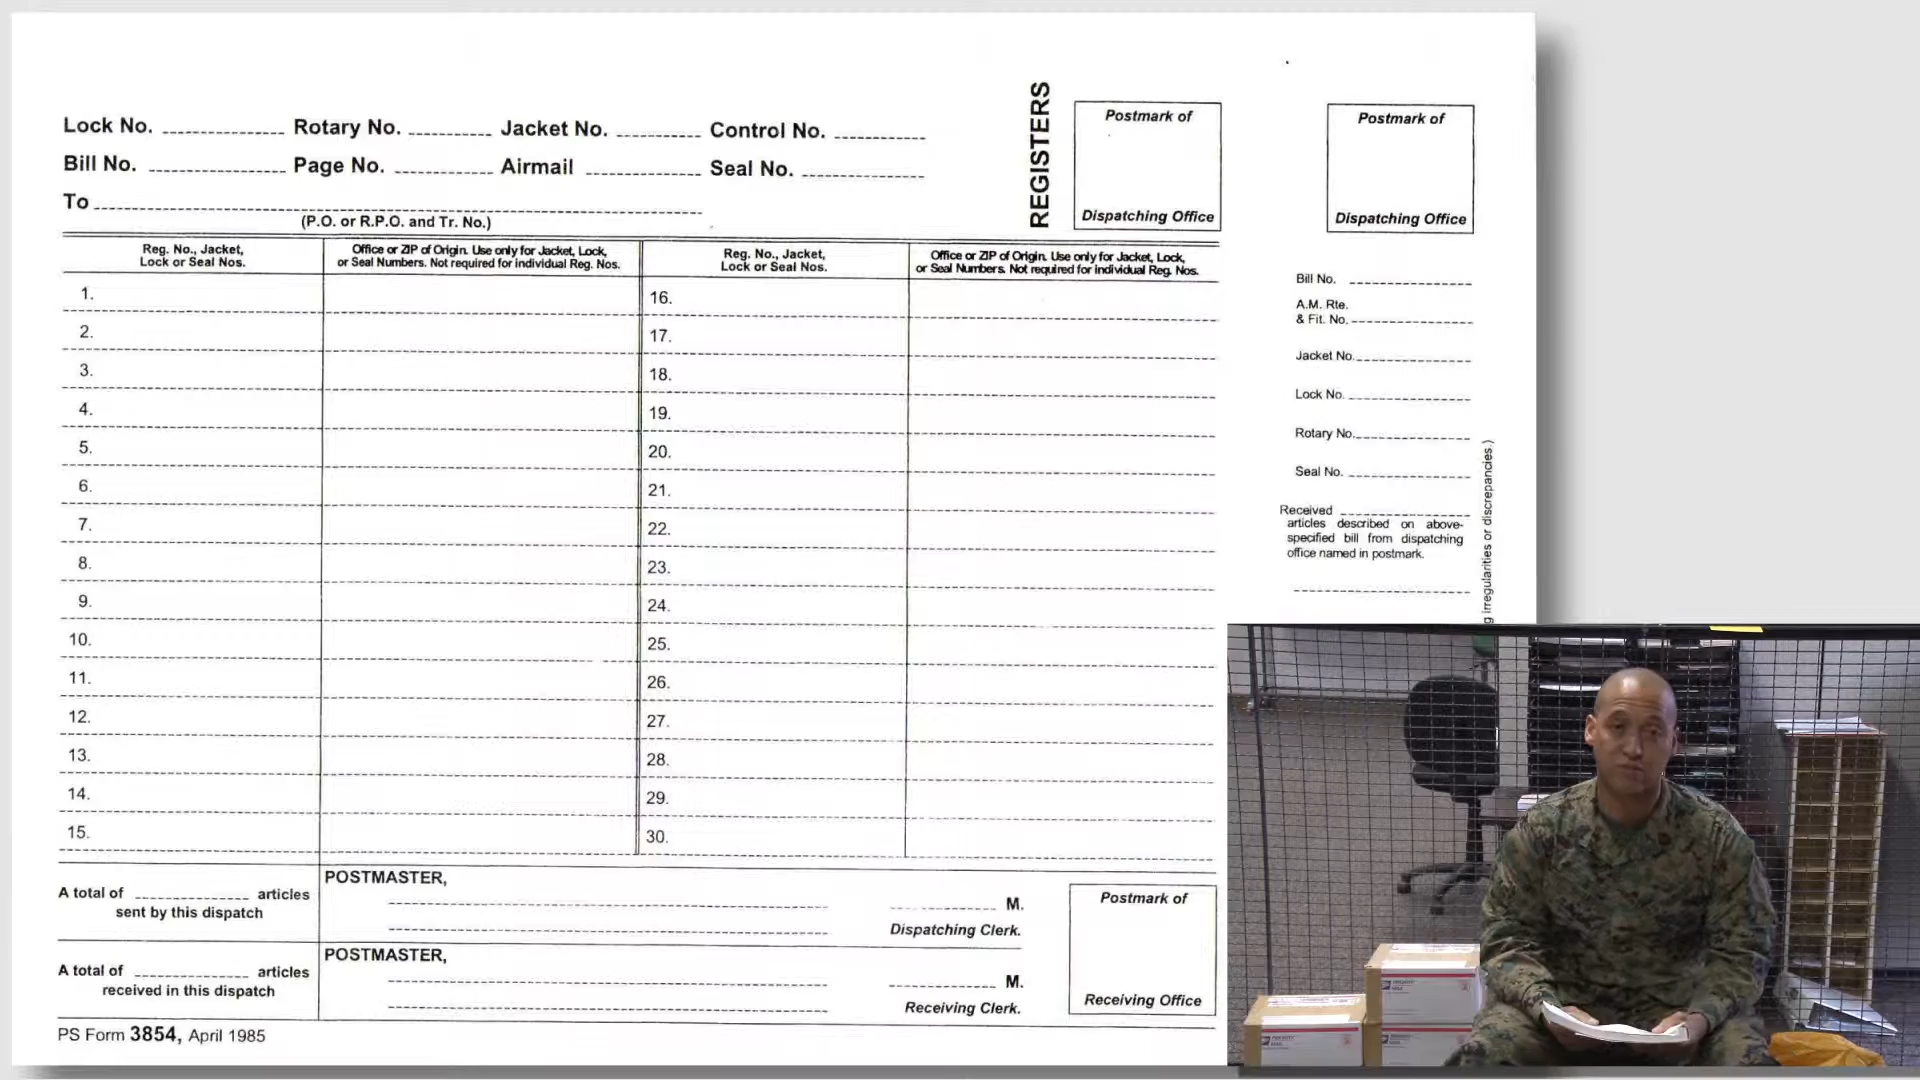 Lock No. Rotary No. Jacket No. Control No.
Bill No. Page No. Airmail Seal No.
To
(P.O. or R.P.O. and Tr. No.)
REGISTERS
Postmark of
Dispatching Office
Postmark of
Dispatching Office
Reg. No., Jacket,
Lock or Seal Nos.
Office or ZIP of Origin. Use only for Jacket, Lock,
or Seal Numbers. Not required for individual Reg. Nos.
Reg. No., Jacket,
Lock or Seal Nos.
Office or ZIP of Origin. Use only for Jacket, Lock,
or Seal Numbers. Not required for individual Reg. Nos.
1.
2.
3.
4.
5.
6.
7.
8.
9.
10.
11.
12.
13.
14.
15.
16.
17.
18.
19.
20.
21.
22.
23.
24.
25.
26.
27.
28.
29.
30.
Bill No.
A.M. Rte.
& Fit. No.
Jacket No.
Lock No.
Rotary No.
Seal No.
Received
articles described on above-
specified bill from dispatching
office named in postmark.
irregularities or discrepancies.)
A total of articles
sent by this dispatch
POSTMASTER,
M.
Dispatching Clerk.
A total of articles
received in this dispatch
POSTMASTER,
M.
Receiving Clerk.
Postmark of
Receiving Office
PS Form 3854, April 1985